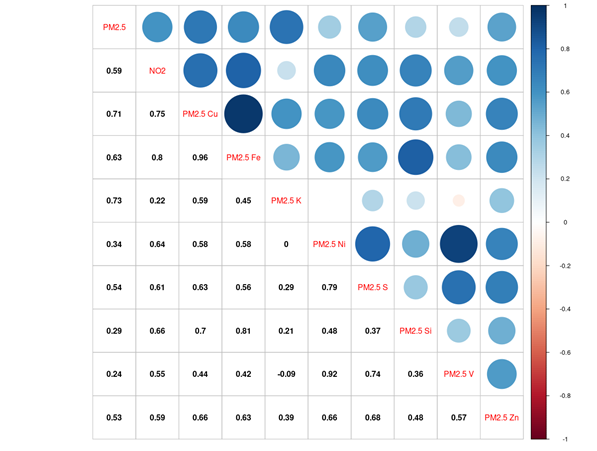 PM2.5
0.59 NO2
0.71 0.75 PM2.5 Cu
0.63 0.8 0.96 PM2.5 Fe
0.73 0.22 0.59 0.45 PM2.5 K
0.34 0.64 0.58 0.58 0 PM2.5 Ni
0.54 0.61 0.63 0.56 0.29 0.79 PM2.5 S
0.29 0.66 0.7 0.81 0.21 0.48 0.37 PM2.5 Si
0.24 0.55 0.44 0.42 -0.09 0.92 0.74 0.36 PM2.5 V
0.53 0.59 0.66 0.63 0.39 0.66 0.68 0.48 0.57 PM2.5 Zn
1
0.8
0.6
0.4
0.2
0
-0.2
-0.4
-0.6
-0.8
-1